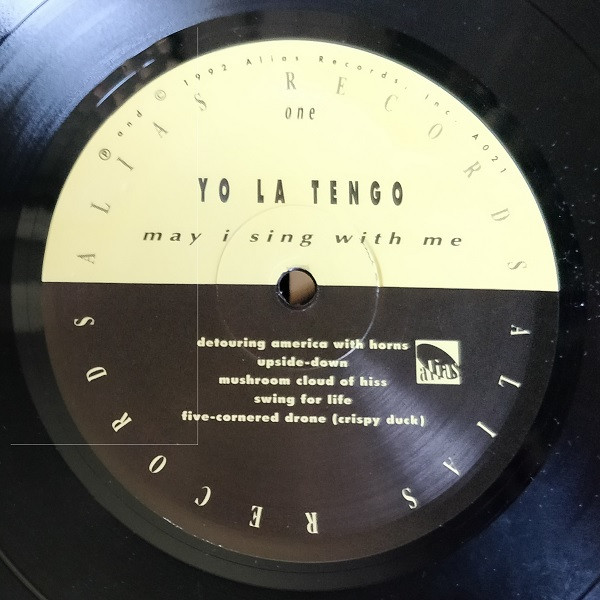 ℗ and © 1992 Alias Records, Inc. A021
ALIAS RECORDS
one
YO LA TENGO
may i sing with me
detouring america with horns
upside-down
mushroom cloud of hiss
swing for life
five-cornered drone (crispy duck)
alias
ALIAS RECORDS